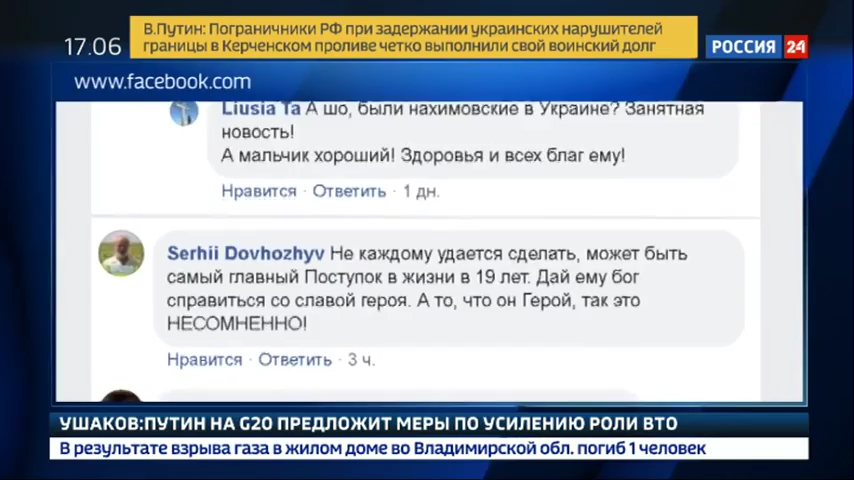 В.Путин: Пограничники РФ при задержании украинских нарушителей
границы в Керченском проливе четко выполнили свой воинский долг
17.06
РОССИЯ 24
www.facebook.com
Liusia Ta А шо, были нахимовские в Украине? Занятная
новость!
А мальчик хороший! Здоровья и всех благ ему!
Нравится · Ответить · 1 дн.
Serhii Dovhozhyv Не каждому удается сделать, может быть
самый главный Поступок в жизни в 19 лет. Дай ему бог
справиться со славой героя. А то, что он Герой, так это
НЕСОМНЕННО!
Нравится · Ответить · 3 ч.
УШАКОВ:ПУТИН НА G20 ПРЕДЛОЖИТ МЕРЫ ПО УСИЛЕНИЮ РОЛИ ВТО
В результате взрыва газа в жилом доме во Владимирской обл. погиб 1 человек